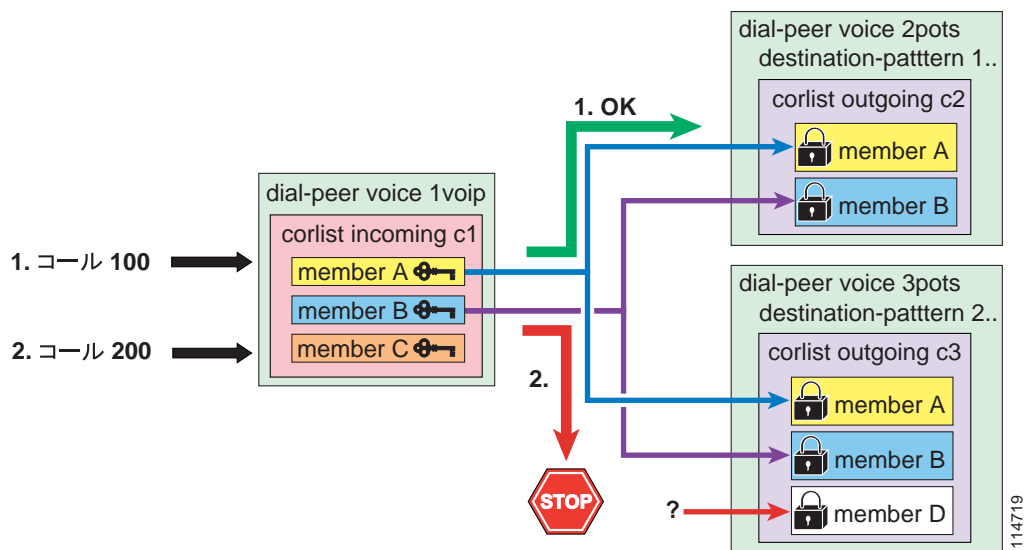 1. コール 100
2. コール 200
dial-peer voice 1voip
corlist incoming c1
member A
member B
member C
1. OK
2.
STOP
dial-peer voice 2pots
destination-patttern 1..
corlist outgoing c2
member A
member B
dial-peer voice 3pots
destination-patttern 2..
corlist outgoing c3
member A
member B
?
member D
114719